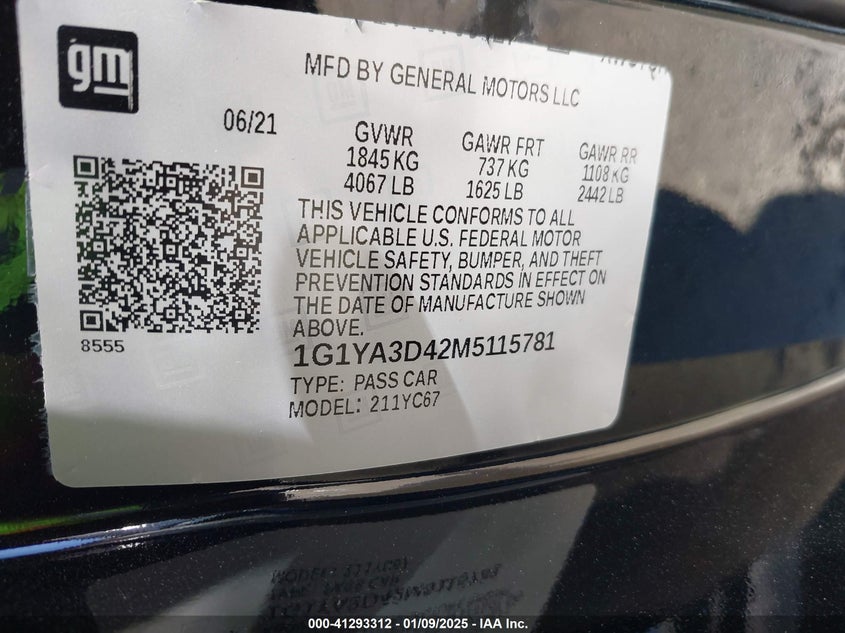 gm
MFD BY GENERAL MOTORS LLC
06/21
GVWR
1845 KG
4067 LB
GAWR FRT
737 KG
1625 LB
GAWR RR
1108 KG
2442 LB
THIS VEHICLE CONFORMS TO ALL
APPLICABLE U.S. FEDERAL MOTOR
VEHICLE SAFETY, BUMPER, AND THEFT
PREVENTION STANDARDS IN EFFECT ON
THE DATE OF MANUFACTURE SHOWN
ABOVE.
8555
1G1YA3D42M5115781
TYPE: PASS CAR
MODEL: 211YC67
000-41293312 - 01/09/2025 - IAA Inc.